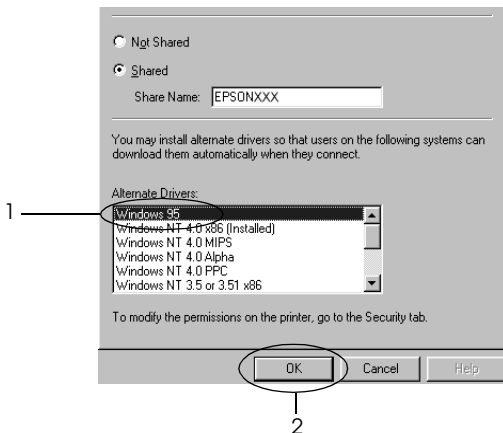 Not Shared
Shared
Share Name: EPSONXXX
You may install alternate drivers so that users on the following systems can
download them automatically when they connect.
Alternate Drivers:
1
Windows 95
Windows NT 4.0 x86 (Installed)
Windows NT 4.0 MIPS
Windows NT 4.0 Alpha
Windows NT 4.0 PPC
Windows NT 3.5 or 3.51 x86
To modify the permissions on the printer, go to the Security tab.
OK Cancel Help
2